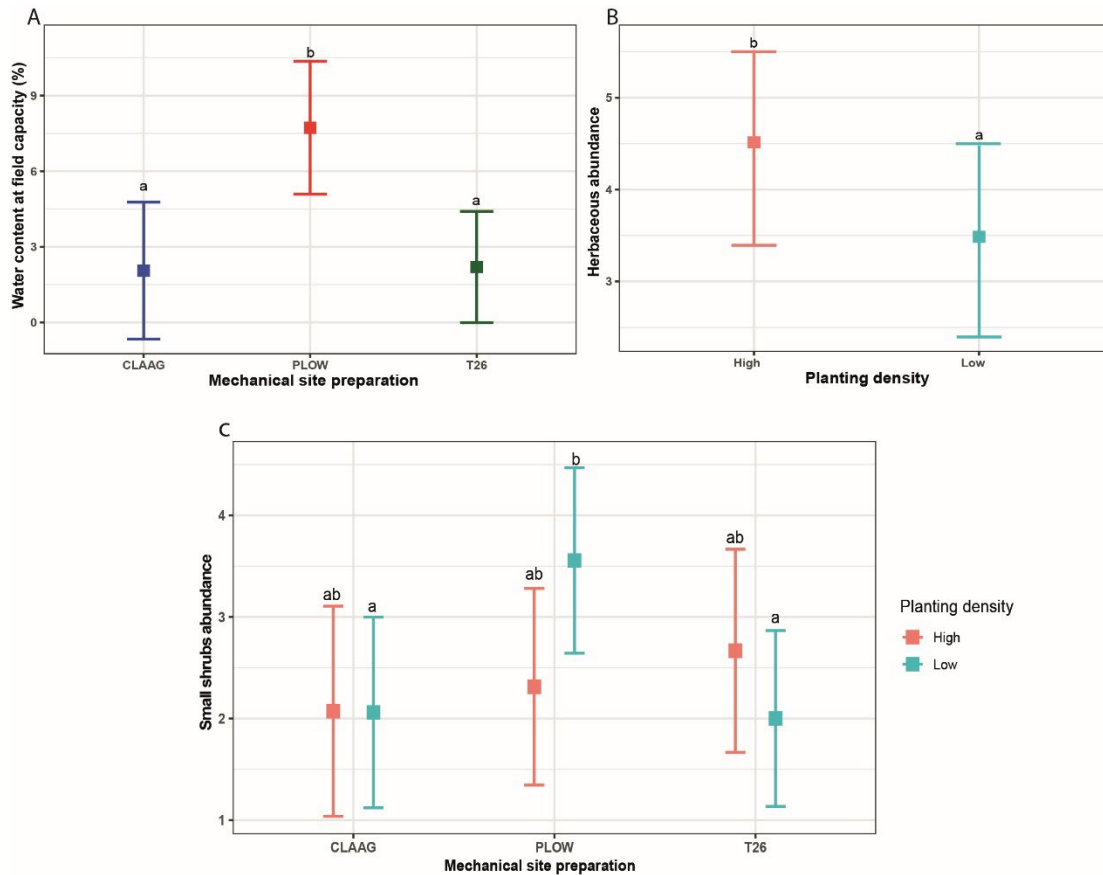 A
Water content at field capacity (%)
9
6
3
0
a
b
a
CLAAG
PLOW
T26
Mechanical site preparation
B
Herbaceous abundance
5
4
3
b
a
High
Low
Planting density
C
Small shrubs abundance
4
3
2
1
ab
a
ab
b
ab
a
CLAAG
PLOW
T26
Mechanical site preparation
Planting density
High
Low